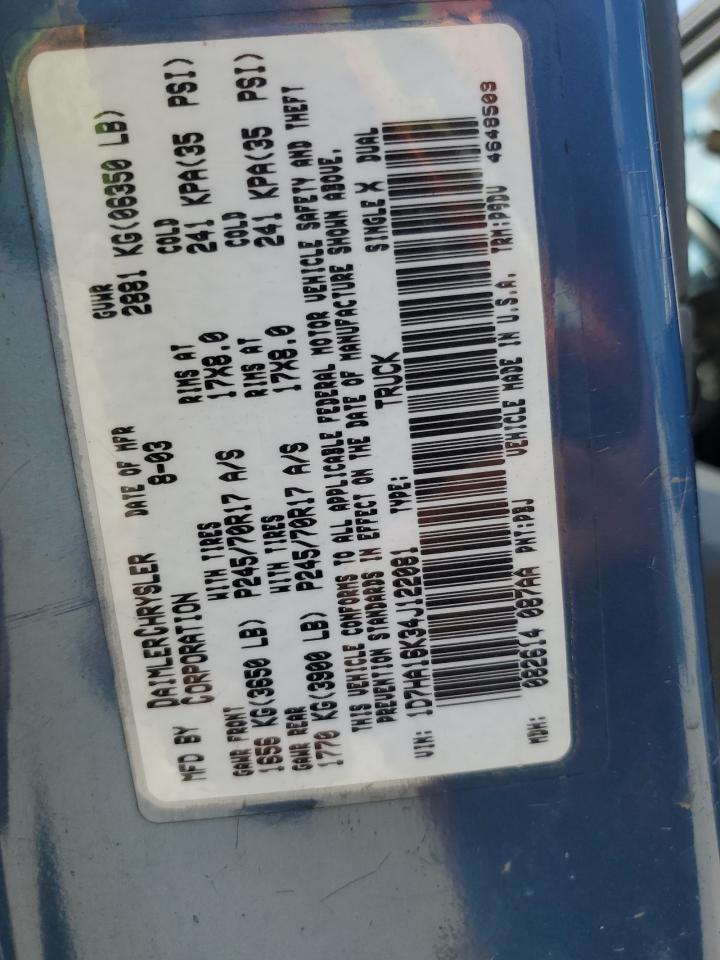 MFD BY DAIMLERCHRYSLER CORPORATION DATE OF MFR 8-03 GVWR 2881 KG(06350 LB)
GAWR FRONT 1656 KG(3650 LB) WITH TIRES P245/70R17 A/S RIMS AT 17X8.0 COLD 241 KPA(35 PSI)
GAWR REAR 1770 KG(3900 LB) WITH TIRES P245/70R17 A/S RIMS AT 17X8.0 COLD 241 KPA(35 PSI)
THIS VEHICLE CONFORMS TO ALL APPLICABLE FEDERAL MOTOR VEHICLE SAFETY AND THEFT
PREVENTION STANDARDS IN EFFECT ON THE DATE OF MANUFACTURE SHOWN ABOVE.
VIN: 1D7HA16K34J122081 TYPE: TRUCK SINGLE X DUAL
MDH: 082614 087AA PNT:PBJ VEHICLE MADE IN U.S.A. TRM:P9DV 4648509